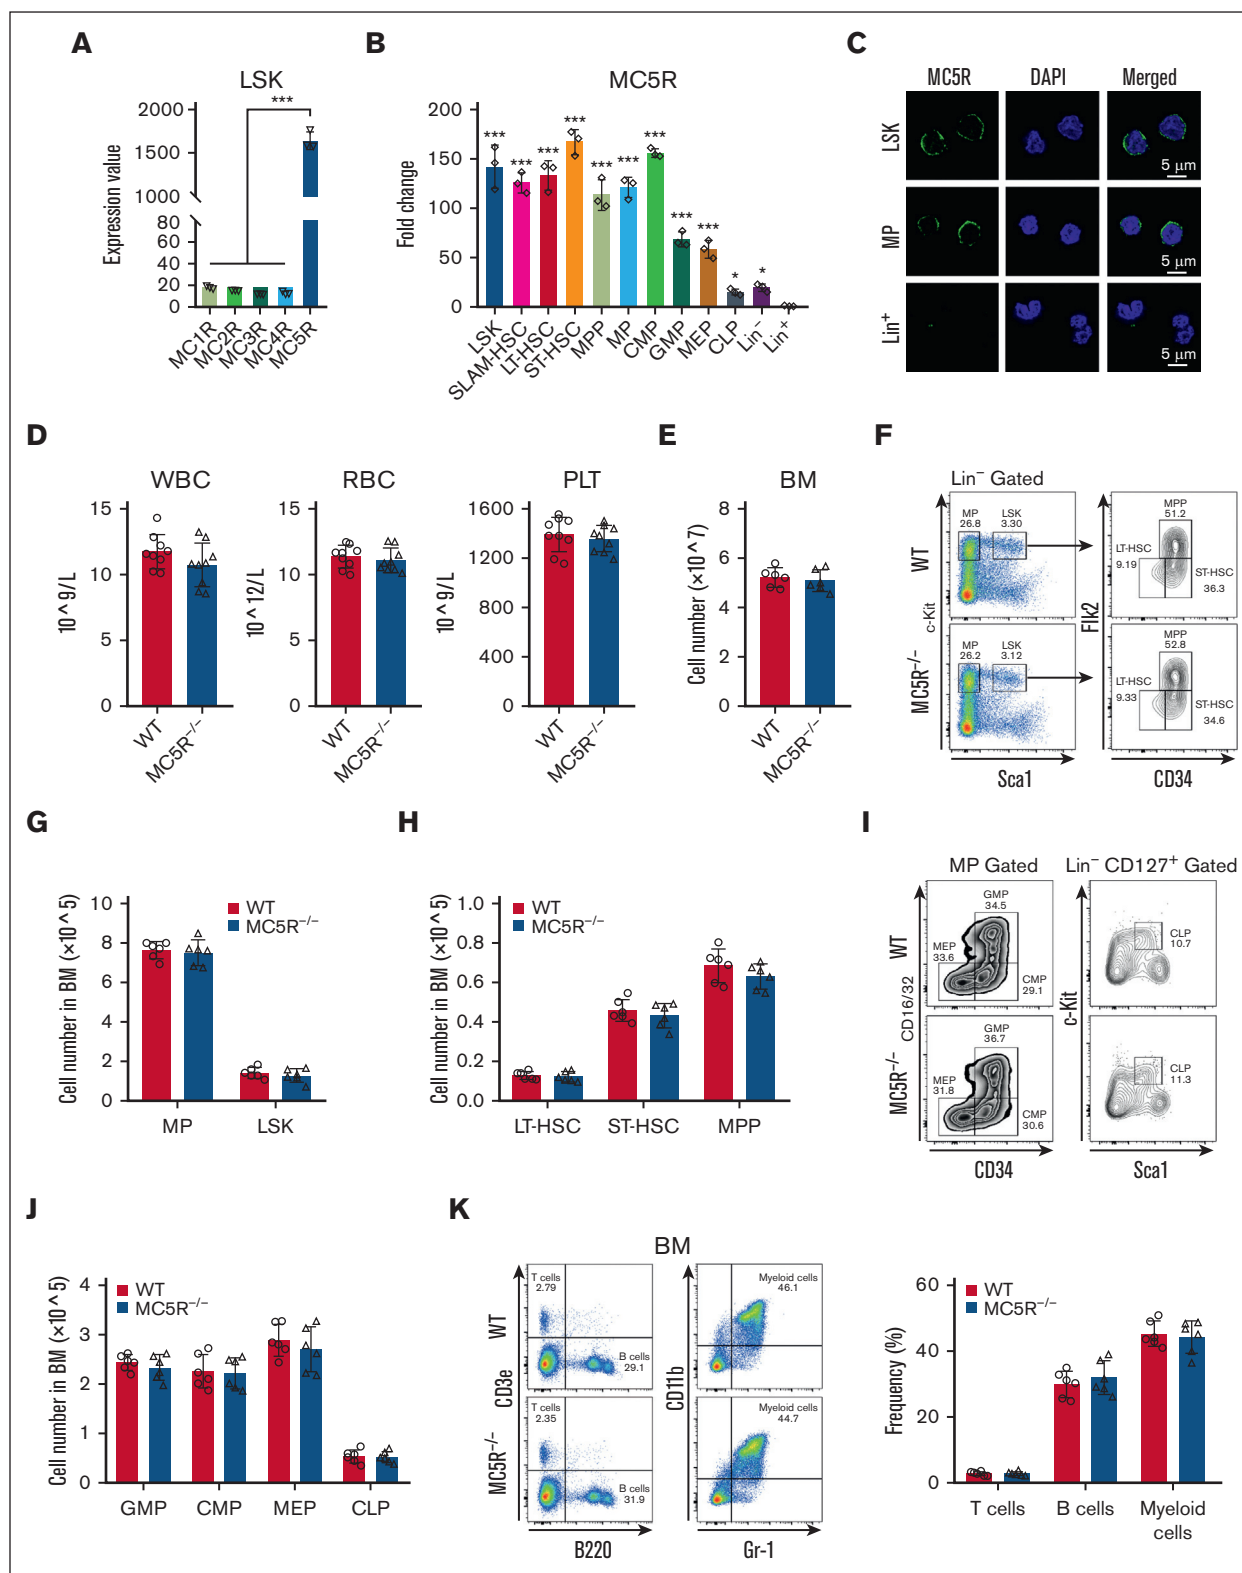 A
LSK
***
Expression value
2000
1500
1000
80
60
40
20
0
MC1R
MC2R
MC3R
MC4R
MC5R
B
MC5R
Fold change
200
150
100
50
0
***
***
***
***
***
***
***
***
***
*
*
LSK
SLAM-HSC
LT-HSC
ST-HSC
MPP
MP
CMP
GMP
MEP
CLP
Lin⁻
Lin⁺
C
MC5R DAPI Merged
LSK
5 µm
MP
5 µm
Lin⁺
5 µm
D
WBC
10^9/L
15
10
5
0
WT
MC5R⁻/⁻
RBC
10^12/L
15
10
5
0
WT
MC5R⁻/⁻
PLT
10^9/L
1600
1200
800
400
0
WT
MC5R⁻/⁻
E
BM
Cell number (×10^7)
8
6
4
2
0
WT
MC5R⁻/⁻
F
Lin⁻ Gated
WT
MP
26.8
LSK
3.30
MPP
51.2
LT-HSC
9.19
ST-HSC
36.3
c-Kit
Flk2
MC5R⁻/⁻
MP
26.2
LSK
3.12
MPP
52.8
LT-HSC
9.33
ST-HSC
34.6
Sca1
CD34
G
Cell number in BM (×10^5)
10
8
6
4
2
0
WT
MC5R⁻/⁻
MP LSK
H
Cell number in BM (×10^5)
1.0
0.8
0.6
0.4
0.2
0
WT
MC5R⁻/⁻
LT-HSC ST-HSC MPP
I
MP Gated
Lin⁻ CD127⁺ Gated
WT
GMP
34.5
MEP
33.6
CMP
29.1
CLP
10.7
CD16/32
c-Kit
MC5R⁻/⁻
GMP
36.7
MEP
31.8
CMP
30.6
CLP
11.3
CD34
Sca1
J
Cell number in BM (×10^5)
4
3
2
1
0
WT
MC5R⁻/⁻
GMP CMP MEP CLP
K
BM
WT
T cells
2.79
B cells
29.1
Myeloid cells
46.1
CD3e
CD11b
MC5R⁻/⁻
T cells
2.35
B cells
31.9
Myeloid cells
44.7
B220
Gr-1
Frequency (%)
60
40
20
0
WT
MC5R⁻/⁻
T cells B cells Myeloid
cells